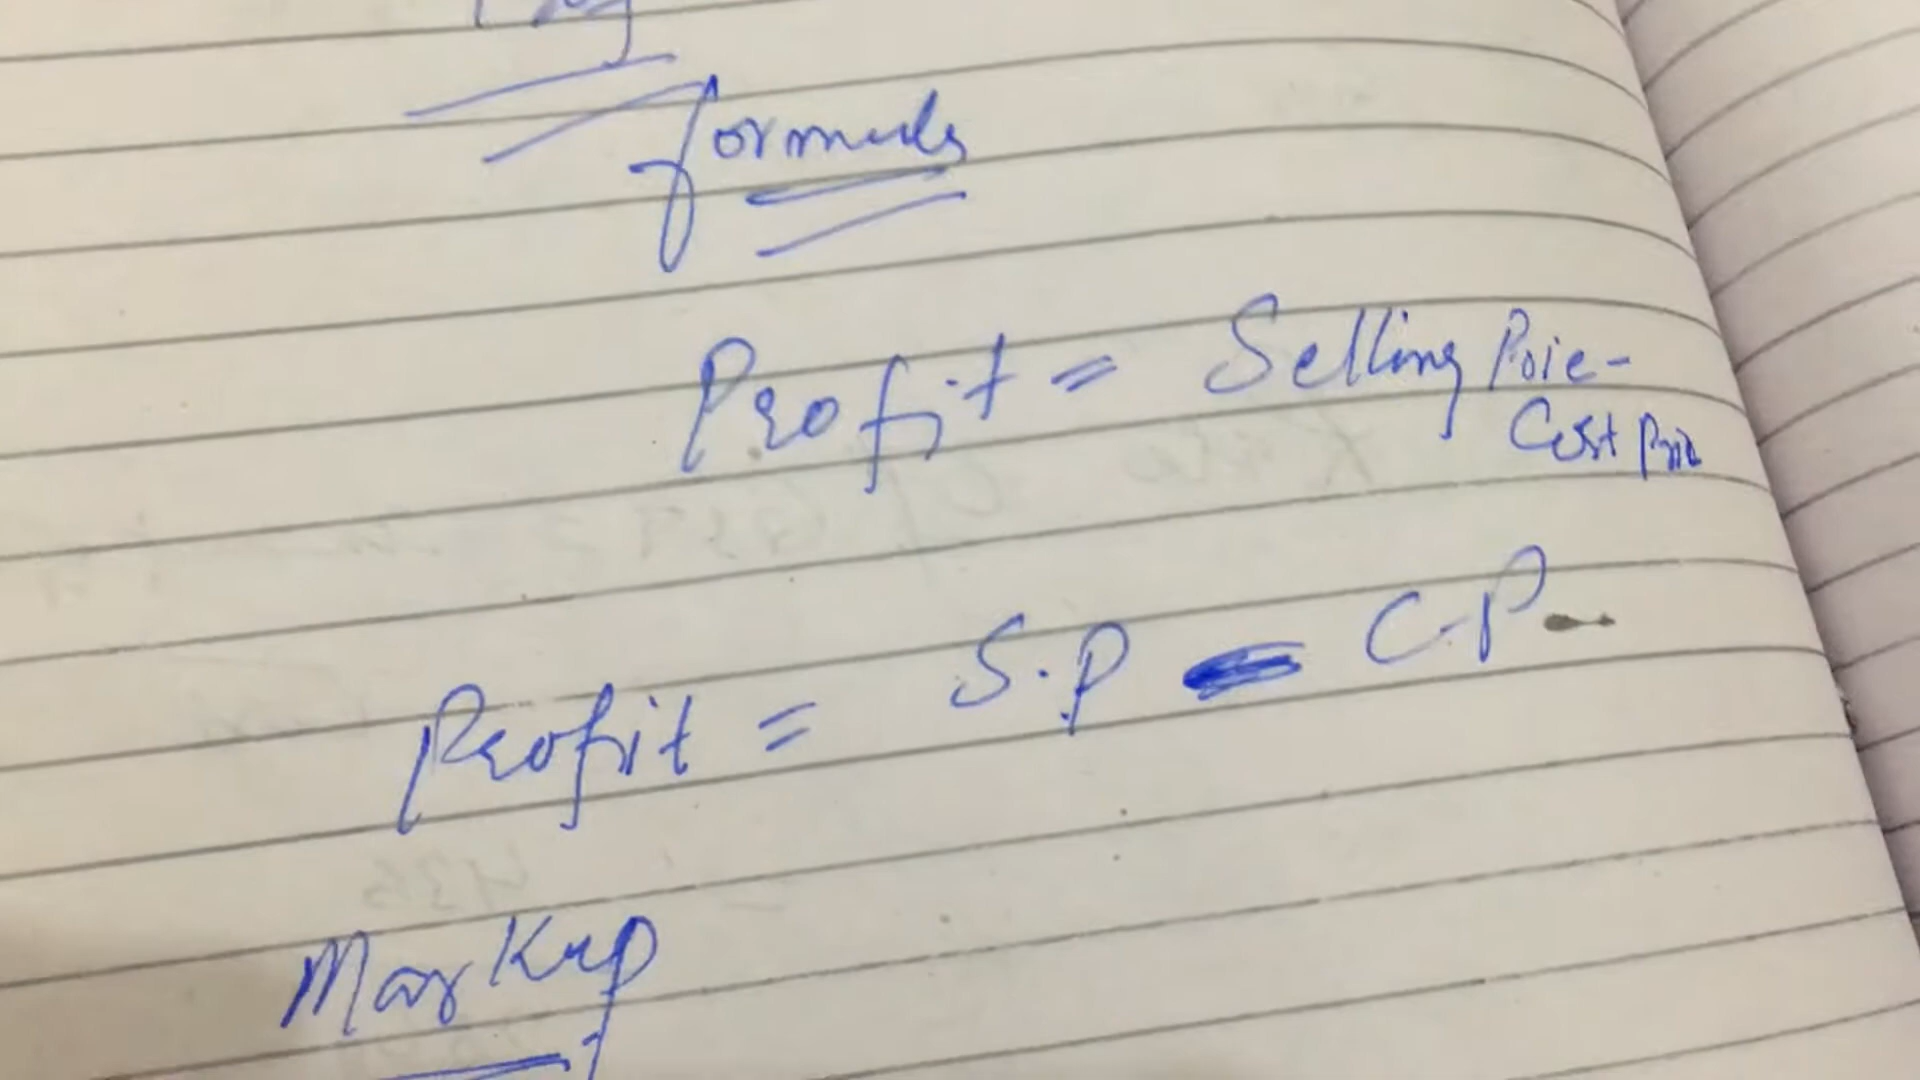 formula
Profit = Selling Price -
Cost Price
Profit = S.P - C.P
Markup